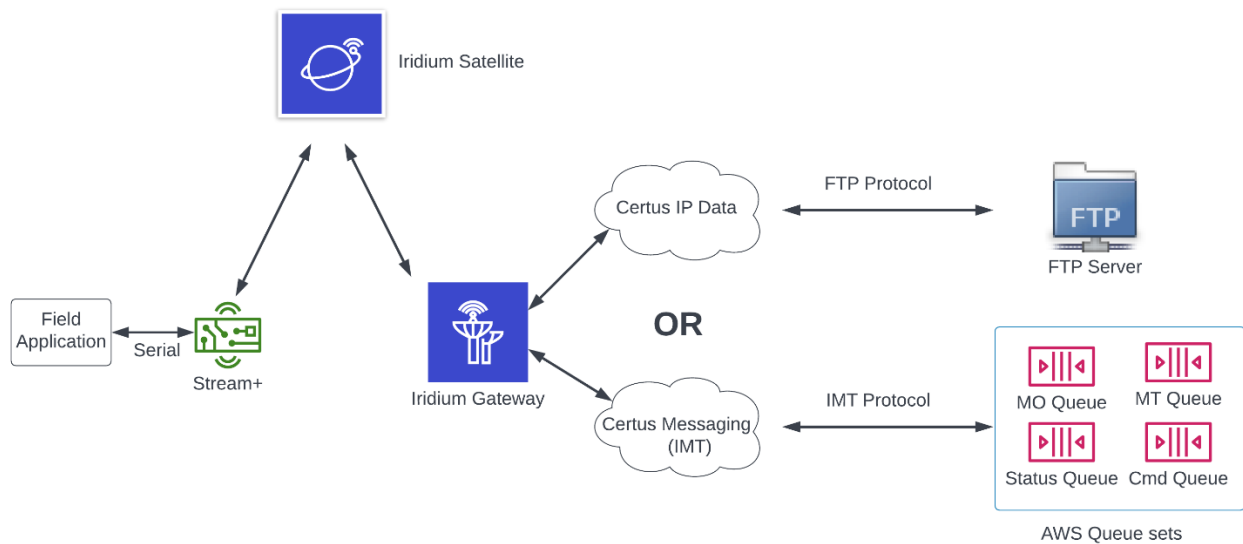 Iridium Satellite
Certus IP Data
FTP Protocol
FTP
FTP Server
Field
Application
Serial
Stream+
Iridium Gateway
OR
Certus Messaging
(IMT)
IMT Protocol
MO Queue
MT Queue
Status Queue
Cmd Queue
AWS Queue sets